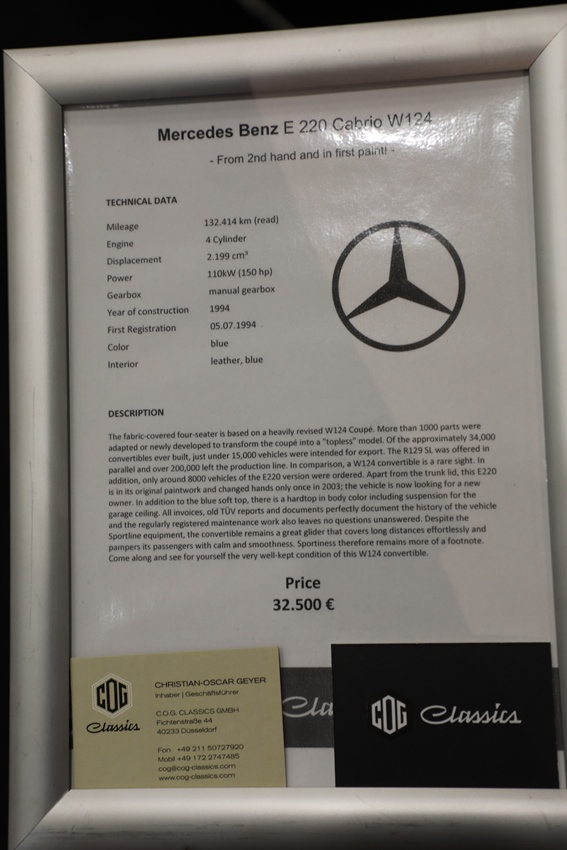 Mercedes Benz E 220 Cabrio W124
- From 2nd hand and in first paint! -
TECHNICAL DATA
Mileage 132.414 km (read)
Engine 4 Cylinder
Displacement 2.199 cm³
Power 110kW (150 hp)
Gearbox manual gearbox
Year of construction 1994
First Registration 05.07.1994
Color blue
Interior leather, blue
DESCRIPTION
The fabric-covered four-seater is based on a heavily revised W124 Coupé. More than 1000 parts were
adapted or newly developed to transform the coupé into a "topless" model. Of the approximately 34,000
convertibles ever built, just under 15,000 vehicles were intended for export. The R129 SL was offered in
parallel and over 200,000 left the production line. In comparison, a W124 convertible is a rare sight. In
addition, only around 8000 vehicles of the E220 version were ordered. Apart from the trunk lid, this E220
is in its original paintwork and changed hands only once in 2003; the vehicle is now looking for a new
owner. In addition to the blue soft top, there is a hardtop in body color including suspension for the
garage ceiling. All invoices, old TÜV reports and documents perfectly document the history of the vehicle
and the regularly registered maintenance work also leaves no questions unanswered. Despite the
Sportline equipment, the convertible remains a great glider that covers long distances effortlessly and
pampers its passengers with calm and smoothness. Sportiness therefore remains more of a footnote.
Come along and see for yourself the very well-kept condition of this W124 convertible.
Price
32.500 €
COG
Classics
CHRISTIAN-OSCAR GEYER
Inhaber | Geschäftsführer
C.O.G. CLASSICS GMBH
Fichtenstraße 44
40233 Düsseldorf
Fon +49 211 50727920
Mobil +49 172 2747485
cog@cog-classics.com
www.cog-classics.com
Cla
COG Classics